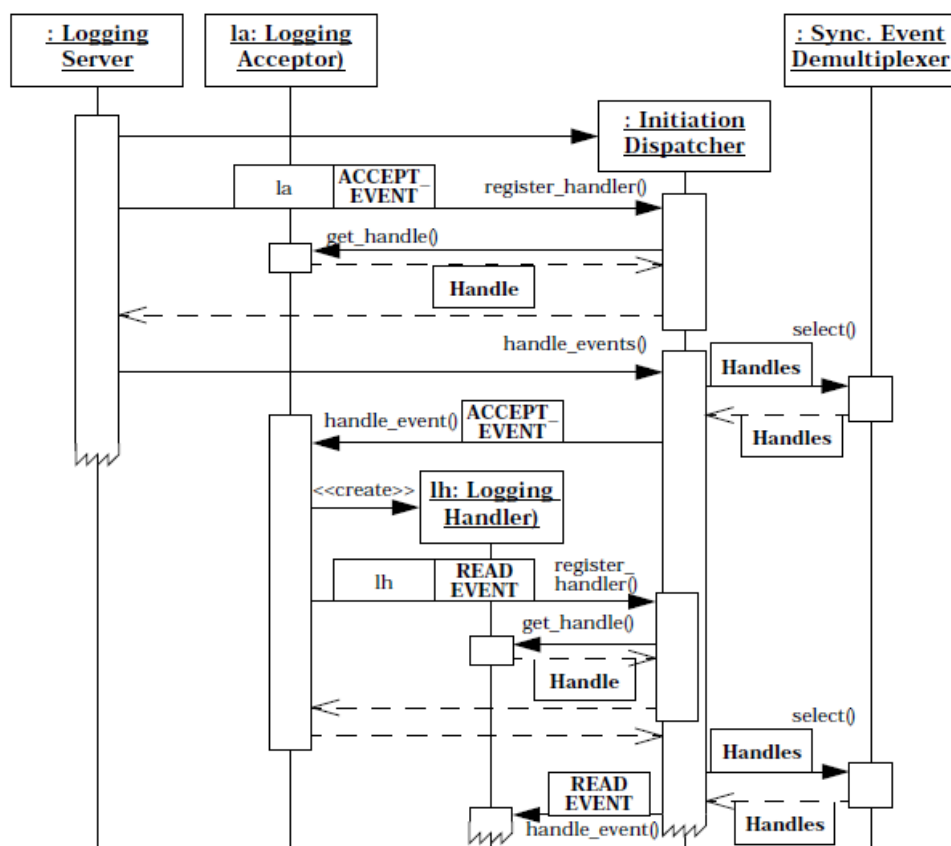 : Logging
Server
la: Logging
Acceptor)
: Sync. Event
Demultiplexer
: Initiation
Dispatcher
la
ACCEPT_
EVENT
register_handler()
get_handle()
Handle
handle_events()
select()
Handles
Handles
handle_event()
ACCEPT_
EVENT
<<create>>
lh: Logging
Handler)
lh
READ
EVENT
register_
handler()
get_handle()
Handle
select()
Handles
READ
EVENT
Handles
handle_event()